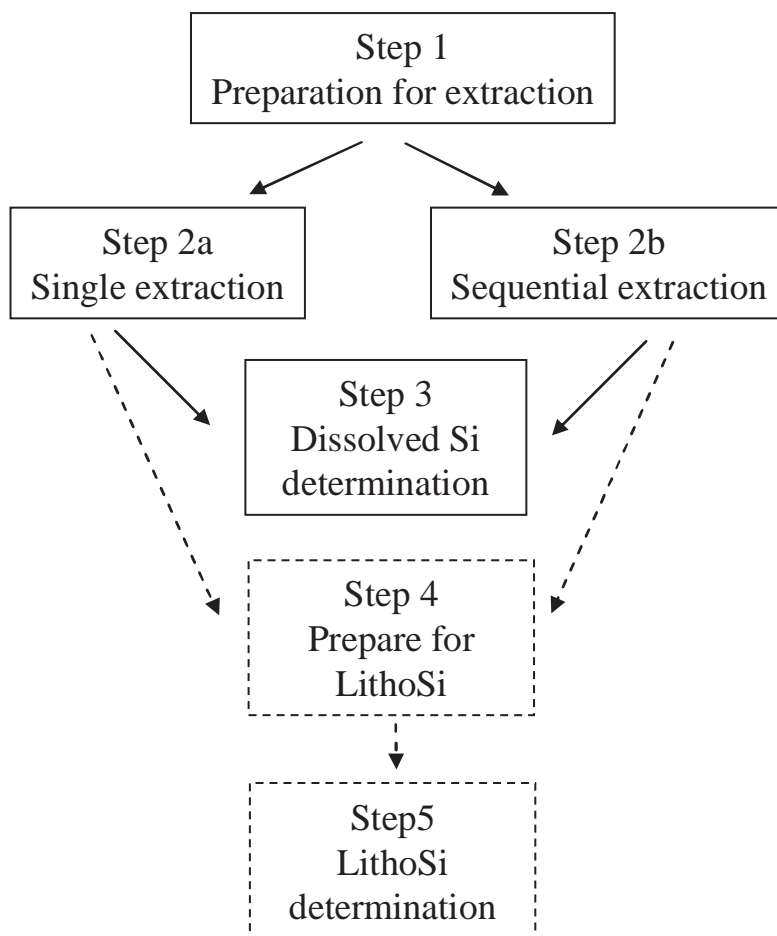 Step 1
Preparation for extraction
Step 2a
Single extraction
Step 2b
Sequential extraction
Step 3
Dissolved Si
determination
Step 4
Prepare for
LithoSi
Step5
LithoSi
determination